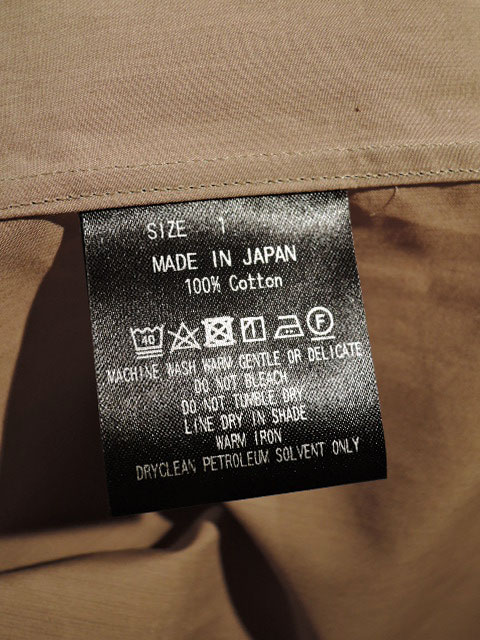 SIZE 1
MADE IN JAPAN
100% Cotton
40 F
MACHINE WASH WARM GENTLE OR DELICATE
DO NOT BLEACH
DO NOT TUMBLE DRY
LINE DRY IN SHADE
WARM IRON
DRYCLEAN PETROLEUM SOLVENT ONLY